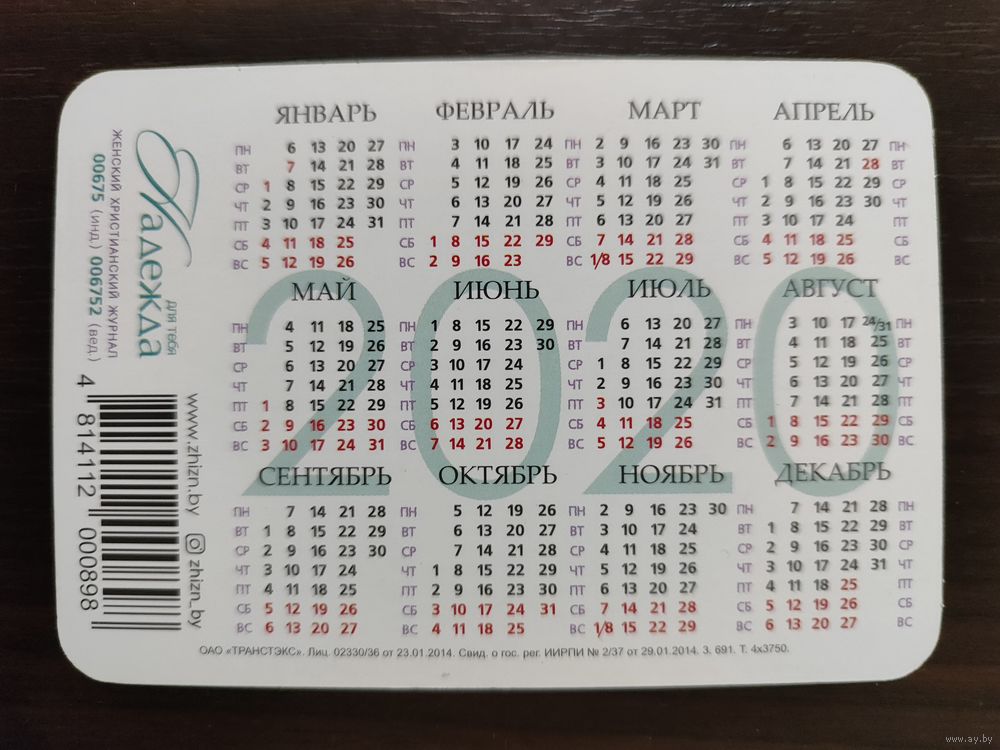 ЯНВАРЬ ФЕВРАЛЬ МАРТ АПРЕЛЬ
ПН 6 13 20 27 ПН 3 10 17 24 ПН 2 9 16 23 30 ПН 6 13 20 27 ПН
ВТ 7 14 21 28 ВТ 4 11 18 25 ВТ 3 10 17 24 31 ВТ 7 14 21 28 ВТ
СР 1 8 15 22 29 СР 5 12 19 26 СР 4 11 18 25 СР 1 8 15 22 29 СР
ЧТ 2 9 16 23 30 ЧТ 6 13 20 27 ЧТ 5 12 19 26 ЧТ 2 9 16 23 30 ЧТ
ПТ 3 10 17 24 31 ПТ 7 14 21 28 ПТ 6 13 20 27 ПТ 3 10 17 24 ПТ
СБ 4 11 18 25 СБ 1 8 15 22 29 СБ 7 14 21 28 СБ 4 11 18 25 СБ
ВС 5 12 19 26 ВС 2 9 16 23 ВС 1/8 15 22 29 ВС 5 12 19 26 ВС
2020
МАЙ ИЮНЬ ИЮЛЬ АВГУСТ
ПН 4 11 18 25 ПН 1 8 15 22 29 ПН 6 13 20 27 ПН 3 10 17 24/31 ПН
ВТ 5 12 19 26 ВТ 2 9 16 23 30 ВТ 7 14 21 28 ВТ 4 11 18 25 ВТ
СР 6 13 20 27 СР 3 10 17 24 СР 1 8 15 22 29 СР 5 12 19 26 СР
ЧТ 7 14 21 28 ЧТ 4 11 18 25 ЧТ 2 9 16 23 30 ЧТ 6 13 20 27 ЧТ
ПТ 1 8 15 22 29 ПТ 5 12 19 26 ПТ 3 10 17 24 31 ПТ 7 14 21 28 ПТ
СБ 2 9 16 23 30 СБ 6 13 20 27 СБ 4 11 18 25 СБ 1 8 15 22 29 СБ
ВС 3 10 17 24 31 ВС 7 14 21 28 ВС 5 12 19 26 ВС 2 9 16 23 30 ВС
СЕНТЯБРЬ ОКТЯБРЬ НОЯБРЬ ДЕКАБРЬ
ПН 7 14 21 28 ПН 5 12 19 26 ПН 2 9 16 23 30 ПН 7 14 21 28 ПН
ВТ 1 8 15 22 29 ВТ 6 13 20 27 ВТ 3 10 17 24 ВТ 1 8 15 22 29 ВТ
СР 2 9 16 23 30 СР 7 14 21 28 СР 4 11 18 25 СР 2 9 16 23 30 СР
ЧТ 3 10 17 24 ЧТ 1 8 15 22 29 ЧТ 5 12 19 26 ЧТ 3 10 17 24 31 ЧТ
ПТ 4 11 18 25 ПТ 2 9 16 23 30 ПТ 6 13 20 27 ПТ 4 11 18 25 ПТ
СБ 5 12 19 26 СБ 3 10 17 24 31 СБ 7 14 21 28 СБ 5 12 19 26 СБ
ВС 6 13 20 27 ВС 4 11 18 25 ВС 1/8 15 22 29 ВС 6 13 20 27 ВС
ОАО «ТРАНСТЭКС». Лиц. 02330/36 от 23.01.2014. Свид. о гос. рег. ИИРПИ № 2/37 от 29.01.2014. З. 691. Т. 4х3750.
для тебя
Надежда
ЖЕНСКИЙ ХРИСТИАНСКИЙ ЖУРНАЛ
00675 (инд.) 006752 (вед.)
www.zhizn.by zhizn_by
4 814112 000898
www.ay.by